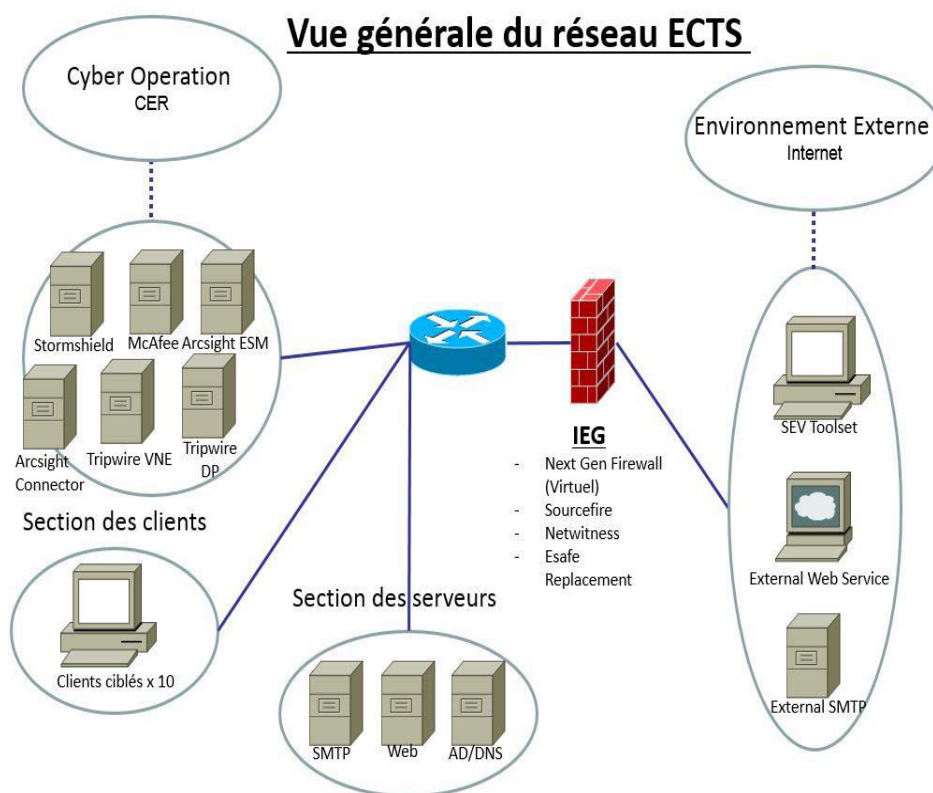 Vue générale du réseau ECTS
Cyber Operation
CER
Environnement Externe
Internet
Stormshield
McAfee
Arcsight ESM
Arcsight
Connector
Tripwire VNE
Tripwire
DP
SEV Toolset
IEG
- Next Gen Firewall
(Virtuel)
- Sourcefire
- Netwitness
- Esafe
Replacement
Section des clients
External Web Service
Section des serveurs
Clients ciblés x 10
External SMTP
SMTP
Web
AD/DNS